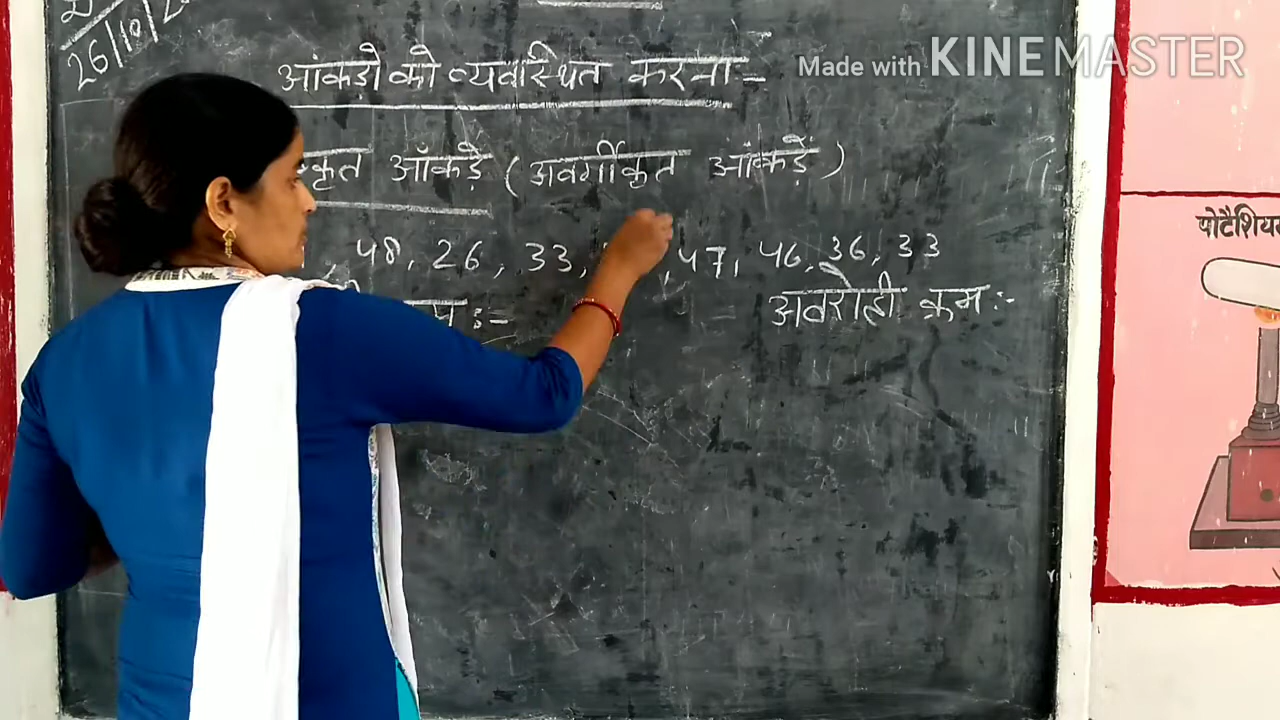 26/10/2
Made with KINEMASTER
आंकड़ो को व्यवस्थित करना :-
कृत आँकड़े ( अवर्गीकृत आंकड़ें )
48, 26, 33, , 47, 46, 36, 33
अवरोही क्रम :-
पोटैशिय